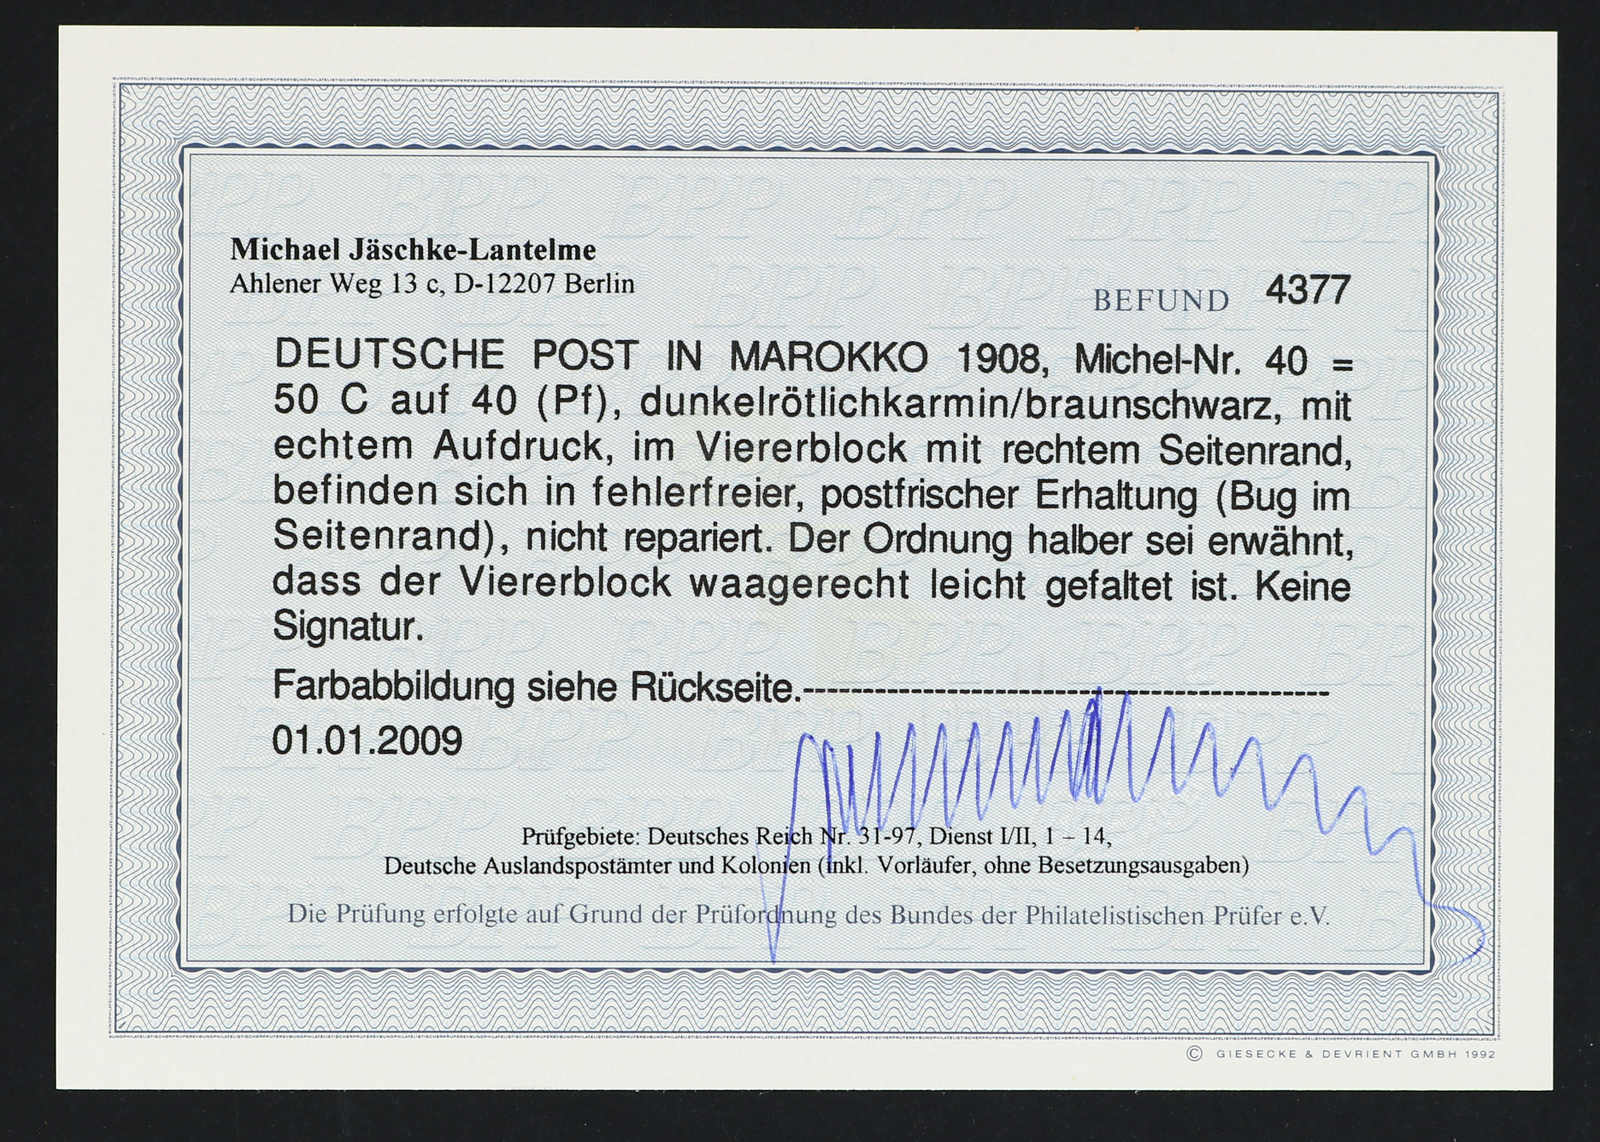 Michael Jäschke-Lantelme
Ahlener Weg 13 c, D-12207 Berlin
BEFUND 4377
DEUTSCHE POST IN MAROKKO 1908, Michel-Nr. 40 =
50 C auf 40 (Pf), dunkelrötlichkarmin/braunschwarz, mit
echtem Aufdruck, im Viererblock mit rechtem Seitenrand,
befinden sich in fehlerfreier, postfrischer Erhaltung (Bug im
Seitenrand), nicht repariert. Der Ordnung halber sei erwähnt,
dass der Viererblock waagerecht leicht gefaltet ist. Keine
Signatur.
Farbabbildung siehe Rückseite.--------------------------------------------
01.01.2009
Prüfgebiete: Deutsches Reich Nr. 31-97, Dienst I/II, 1 – 14,
Deutsche Auslandspostämter und Kolonien (inkl. Vorläufer, ohne Besetzungsausgaben)
Die Prüfung erfolgte auf Grund der Prüfordnung des Bundes der Philatelistischen Prüfer e.V.
© GIESECKE & DEVRIENT GMBH 1992